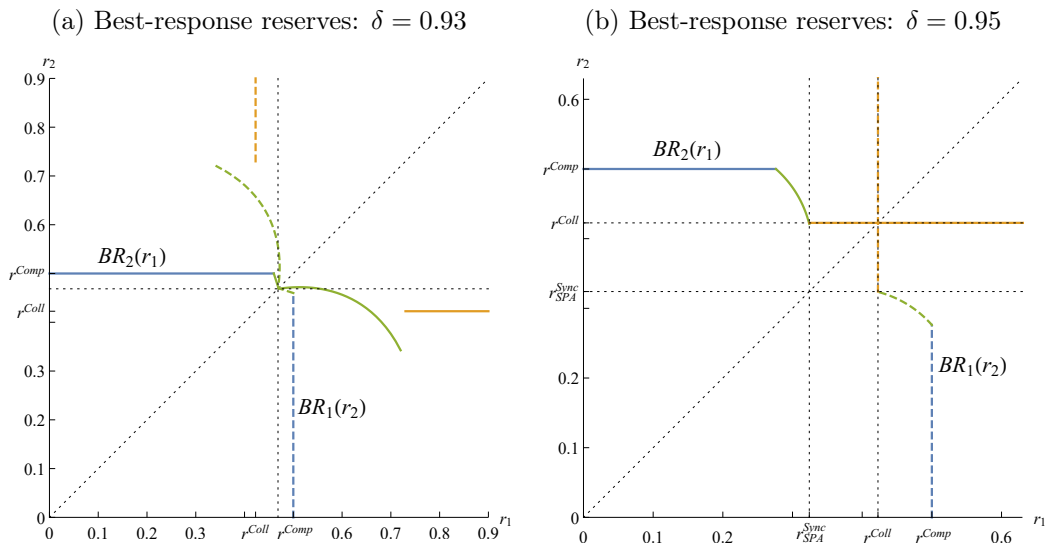 (a) Best-response reserves: δ = 0.93
r₂
0.9
0.8
0.7
0.6
r^Comp
r^Coll
0.3
0.2
0.1
0
0 0.1 0.2 0.3 r^Coll r^Comp 0.6 0.7 0.8 0.9
r₁
BR₂(r₁)
BR₁(r₂)
(b) Best-response reserves: δ = 0.95
r₂
0.6
r^Comp
r^Coll
r^Sync_SPA
0.2
0.1
0
0 0.1 0.2 r^Sync_SPA r^Coll r^Comp 0.6
r₁
BR₂(r₁)
BR₁(r₂)